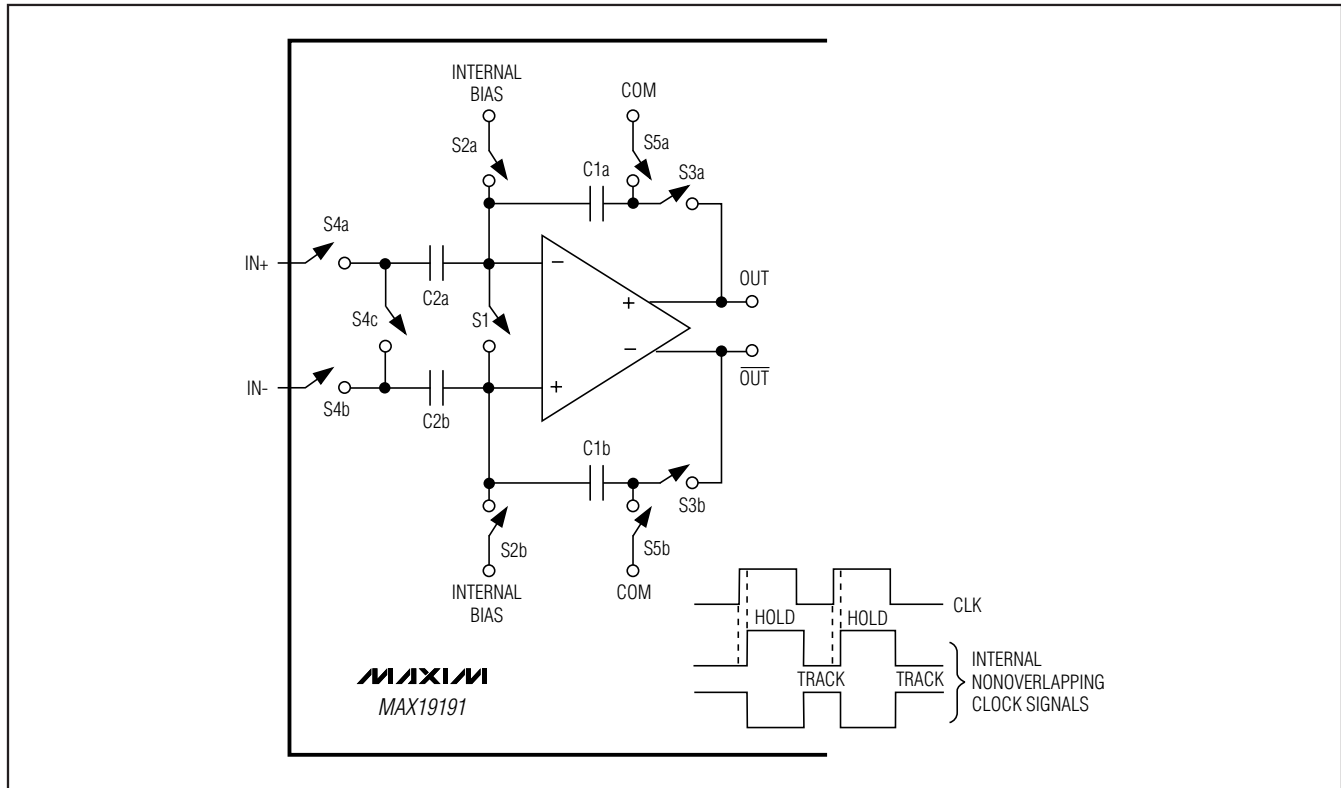 INTERNAL
BIAS
COM
S2a
S5a
C1a
S3a
S4a
IN+
−
C2a
+
OUT
S4c
S1
−
OUT
IN-
+
S4b
C2b
C1b
S3b
S2b
S5b
INTERNAL
BIAS
COM
CLK
HOLD
HOLD
TRACK
TRACK
INTERNAL
NONOVERLAPPING
CLOCK SIGNALS
MAXIM
MAX19191